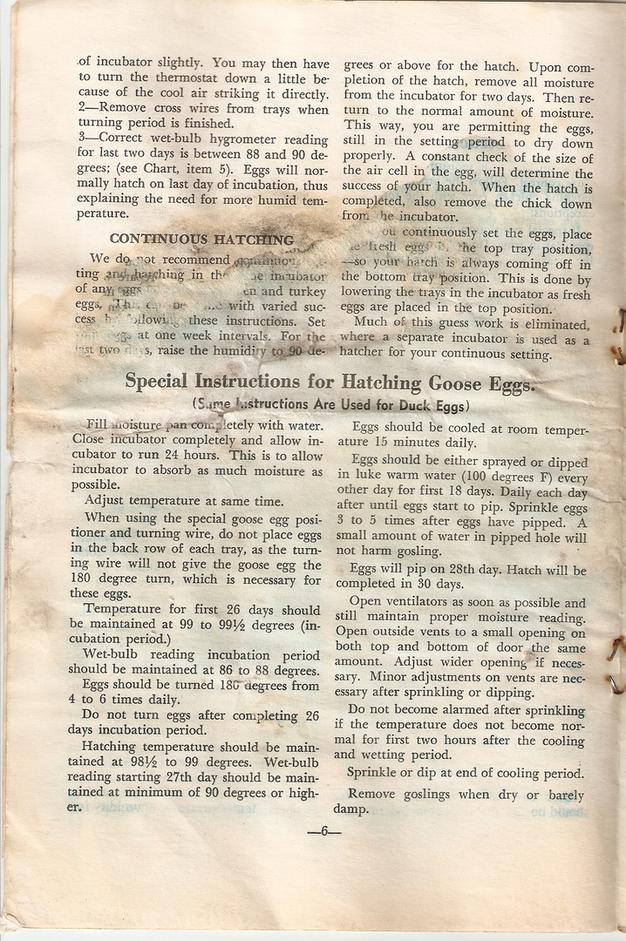 of incubator slightly. You may then have
to turn the thermostat down a little be-
cause of the cool air striking it directly.
2—Remove cross wires from trays when
turning period is finished.
3—Correct wet-bulb hygrometer reading
for last two days is between 88 and 90 de-
grees; (see Chart, item 5). Eggs will nor-
mally hatch on last day of incubation, thus
explaining the need for more humid tem-
perature.
CONTINUOUS HATCHING
We do not recommend
ting and hatching in incubator
of any eggs and turkey
eggs. with varied suc-
cess following these instructions. Set
at one week intervals. For the
last two raise the humidity to 90 de-
grees or above for the hatch. Upon com-
pletion of the hatch, remove all moisture
from the incubator for two days. Then re-
turn to the normal amount of moisture.
This way, you are permitting the eggs,
still in the setting period to dry down
properly. A constant check of the size of
the air cell in the egg, will determine the
success of your hatch. When the hatch is
completed, also remove the chick down
from the incubator.
continuously set the eggs, place
fresh eggs the top tray position,
—so your hatch is always coming off in
the bottom tray position. This is done by
lowering the trays in the incubator as fresh
eggs are placed in the top position.
Much of this guess work is eliminated,
where a separate incubator is used as a
hatcher for your continuous setting.
Special Instructions for Hatching Goose Eggs.
(Same Instructions Are Used for Duck Eggs)
Fill moisture pan completely with water.
Close incubator completely and allow in-
cubator to run 24 hours. This is to allow
incubator to absorb as much moisture as
possible.
Adjust temperature at same time.
When using the special goose egg posi-
tioner and turning wire, do not place eggs
in the back row of each tray, as the turn-
ing wire will not give the goose egg the
180 degree turn, which is necessary for
these eggs.
Temperature for first 26 days should
be maintained at 99 to 99½ degrees (in-
cubation period.)
Wet-bulb reading incubation period
should be maintained at 86 to 88 degrees.
Eggs should be turned 180 degrees from
4 to 6 times daily.
Do not turn eggs after completing 26
days incubation period.
Hatching temperature should be main-
tained at 98½ to 99 degrees. Wet-bulb
reading starting 27th day should be main-
tained at minimum of 90 degrees or high-
er.
Eggs should be cooled at room temper-
ature 15 minutes daily.
Eggs should be either sprayed or dipped
in luke warm water (100 degrees F) every
other day for first 18 days. Daily each day
after until eggs start to pip. Sprinkle eggs
3 to 5 times after eggs have pipped. A
small amount of water in pipped hole will
not harm gosling.
Eggs will pip on 28th day. Hatch will be
completed in 30 days.
Open ventilators as soon as possible and
still maintain proper moisture reading.
Open outside vents to a small opening on
both top and bottom of door the same
amount. Adjust wider opening if neces-
sary. Minor adjustments on vents are nec-
essary after sprinkling or dipping.
Do not become alarmed after sprinkling
if the temperature does not become nor-
mal for first two hours after the cooling
and wetting period.
Sprinkle or dip at end of cooling period.
Remove goslings when dry or barely
damp.
—6—